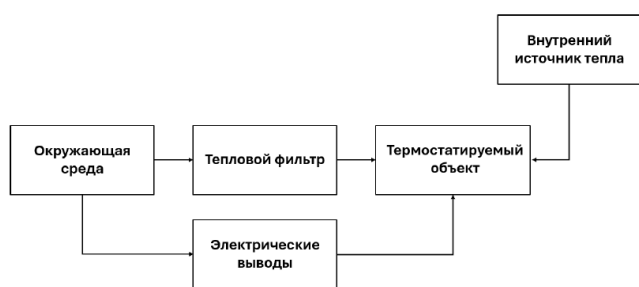 Внутренний
источник тепла
Окружающая
среда
Тепловой фильтр
Термостатируемый
объект
Электрические
выводы